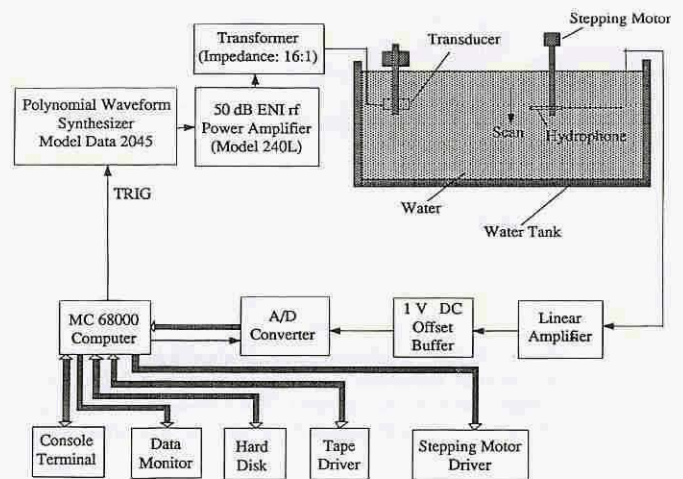 Stepping Motor
Transformer
(Impedance: 16:1)
Transducer
Polynomial Waveform
Synthesizer
Model Data 2045
50 dB ENI rf
Power Amplifier
(Model 240L)
Scan
Hydrophone
TRIG
Water
Water Tank
MC 68000
Computer
A/D
Converter
1 V DC
Offset
Buffer
Linear
Amplifier
Console
Terminal
Data
Monitor
Hard
Disk
Tape
Driver
Stepping Motor
Driver